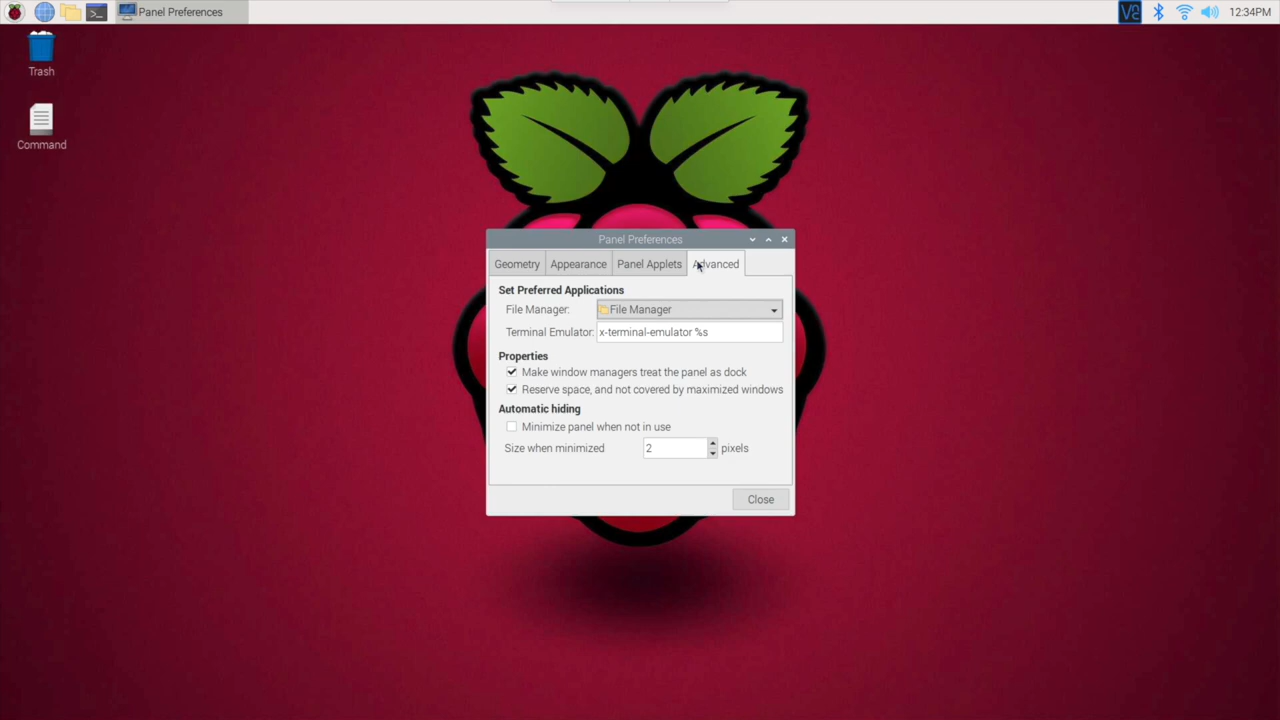 Panel Preferences
12:34PM
Trash
Command
Panel Preferences
Geometry Appearance Panel Applets Advanced
Set Preferred Applications
File Manager: File Manager
Terminal Emulator: x-terminal-emulator %s
Properties
Make window managers treat the panel as dock
Reserve space, and not covered by maximized windows
Automatic hiding
Minimize panel when not in use
Size when minimized 2 pixels
Close